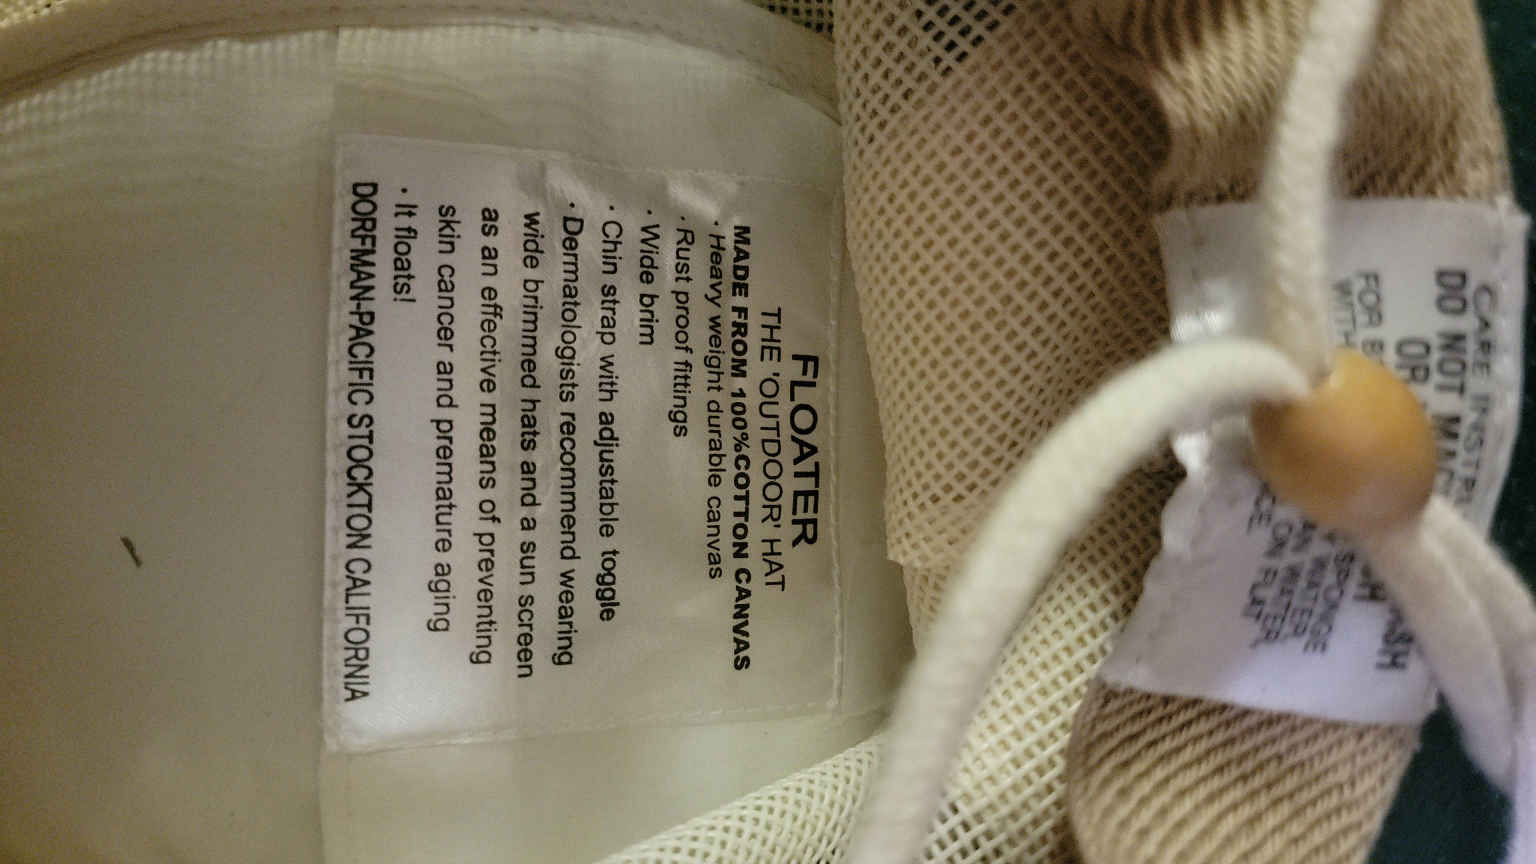 FLOATER
THE 'OUTDOOR' HAT
MADE FROM 100%COTTON CANVAS
· Heavy weight durable canvas
· Rust proof fittings
· Wide brim
· Chin strap with adjustable toggle
· Dermatologists recommend wearing
wide brimmed hats and a sun screen
as an effective means of preventing
skin cancer and premature aging
· It floats!
DORFMAN-PACIFIC STOCKTON CALIFORNIA
DO NOT
OR
FOR
SPONGE
WATER
ON FLAT